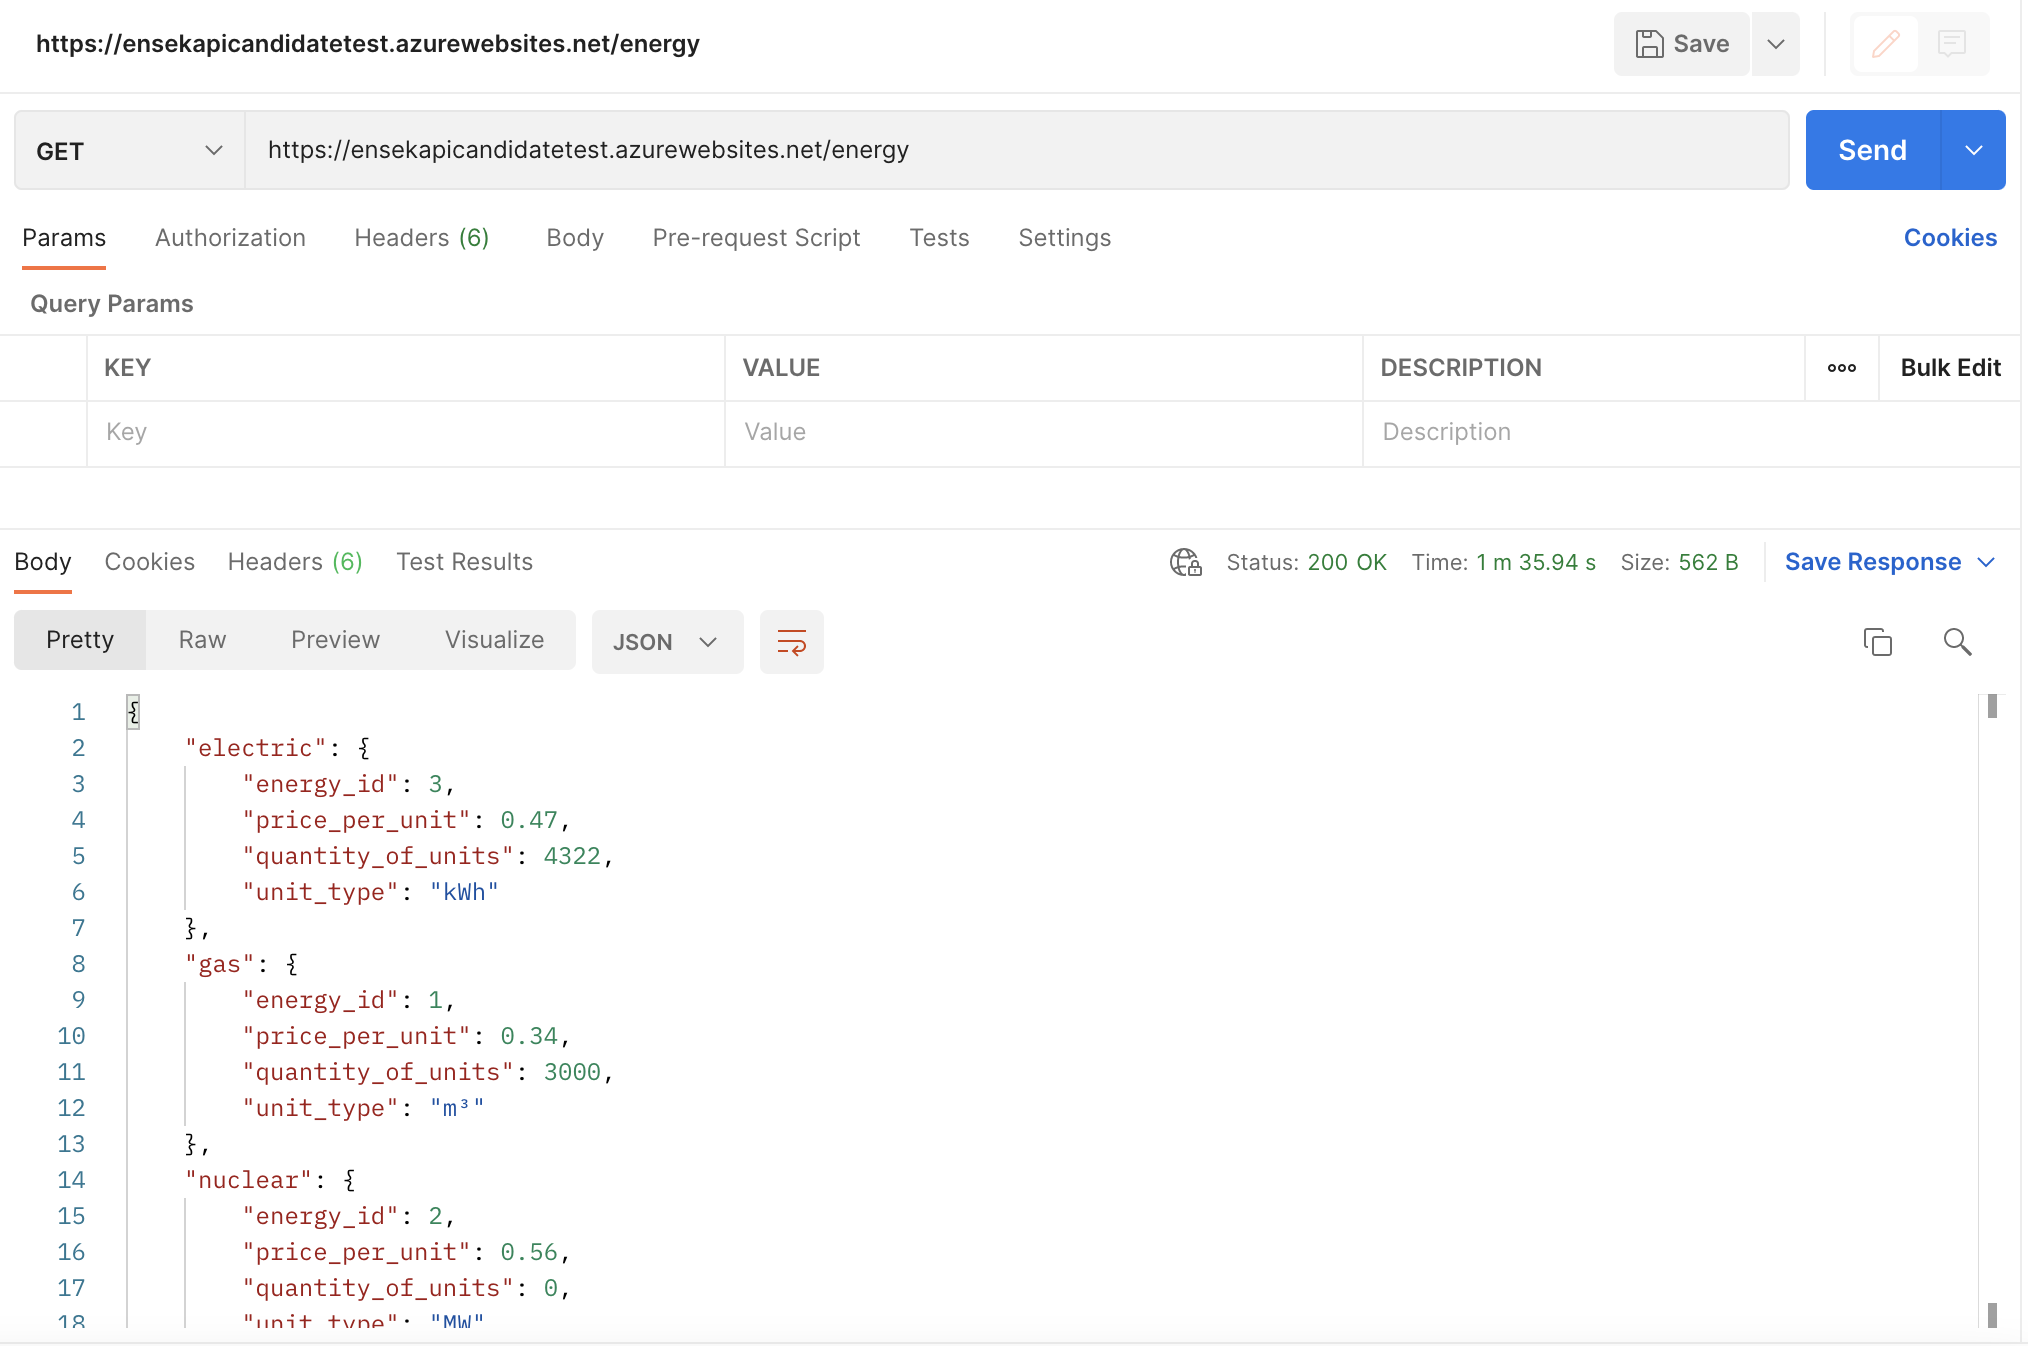 https://ensekapicandidatetest.azurewebsites.net/energy Save
GET https://ensekapicandidatetest.azurewebsites.net/energy Send
Params Authorization Headers (6) Body Pre-request Script Tests Settings Cookies
Query Params
KEY VALUE DESCRIPTION ooo Bulk Edit
Key Value Description
Body Cookies Headers (6) Test Results Status: 200 OK Time: 1 m 35.94 s Size: 562 B Save Response
Pretty Raw Preview Visualize JSON
1 {
2 "electric": {
3 "energy_id": 3,
4 "price_per_unit": 0.47,
5 "quantity_of_units": 4322,
6 "unit_type": "kWh"
7 },
8 "gas": {
9 "energy_id": 1,
10 "price_per_unit": 0.34,
11 "quantity_of_units": 3000,
12 "unit_type": "m³"
13 },
14 "nuclear": {
15 "energy_id": 2,
16 "price_per_unit": 0.56,
17 "quantity_of_units": 0,
18 "unit_type": "MW"